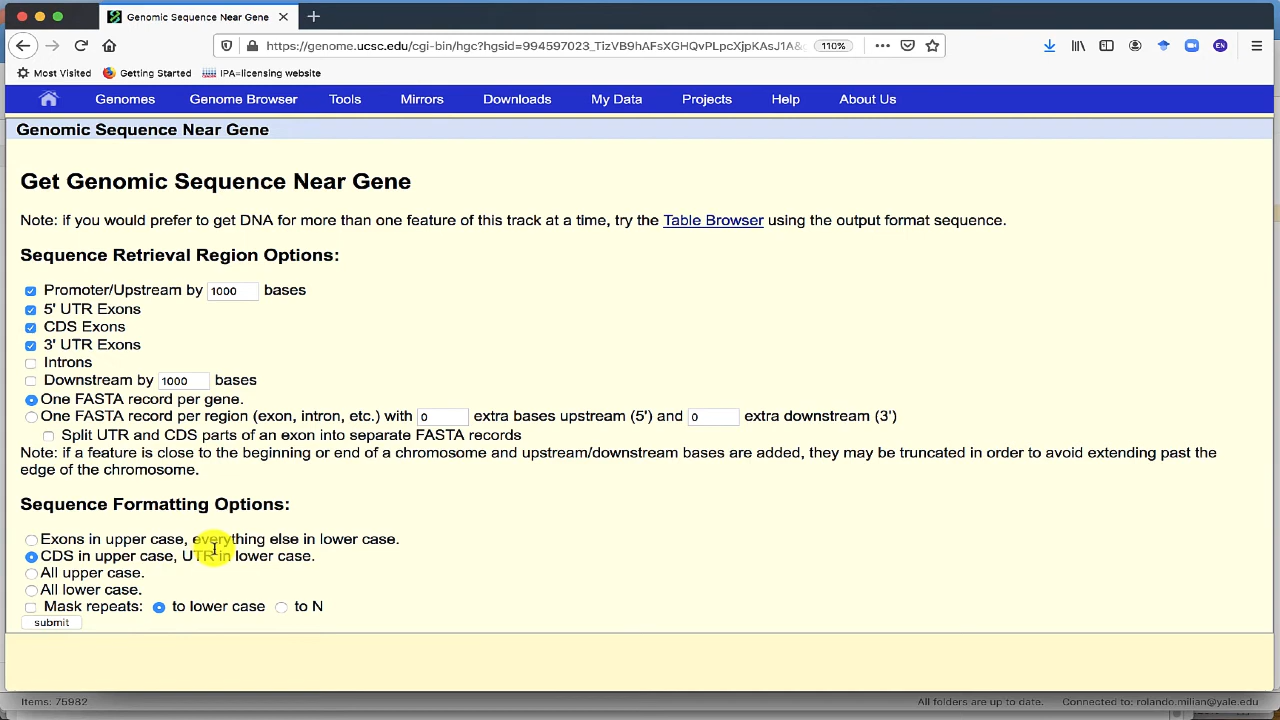 Genomic Sequence Near Gene
https://genome.ucsc.edu/cgi-bin/hgc?hgsid=994597023_TizVB9hAFsXGHQvPLpcXjpKAsJ1A&
110%
EN
Most Visited Getting Started IPA=licensing website
Genomes Genome Browser Tools Mirrors Downloads My Data Projects Help About Us
Genomic Sequence Near Gene
Get Genomic Sequence Near Gene
Note: if you would prefer to get DNA for more than one feature of this track at a time, try the Table Browser using the output format sequence.
Sequence Retrieval Region Options:
Promoter/Upstream by 1000 bases
5' UTR Exons
CDS Exons
3' UTR Exons
Introns
Downstream by 1000 bases
One FASTA record per gene.
One FASTA record per region (exon, intron, etc.) with 0 extra bases upstream (5') and 0 extra downstream (3')
Split UTR and CDS parts of an exon into separate FASTA records
Note: if a feature is close to the beginning or end of a chromosome and upstream/downstream bases are added, they may be truncated in order to avoid extending past the
edge of the chromosome.
Sequence Formatting Options:
Exons in upper case, everything else in lower case.
CDS in upper case, UTR in lower case.
All upper case.
All lower case.
Mask repeats: to lower case to N
submit
Items: 75982 All folders are up to date. Connected to: rolando.milian@yale.edu